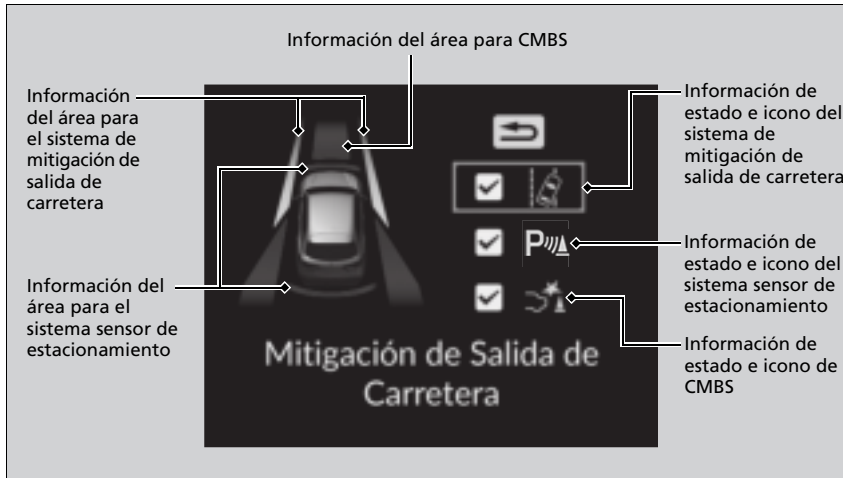 Información del área para CMBS
Información
del área para
el sistema de
mitigación de
salida de
carretera
Información del
área para el
sistema sensor de
estacionamiento
Información de
estado e icono del
sistema de
mitigación de
salida de carretera
P
Información de
estado e icono del
sistema sensor de
estacionamiento
Información de
estado e icono de
CMBS
Mitigación de Salida de
Carretera